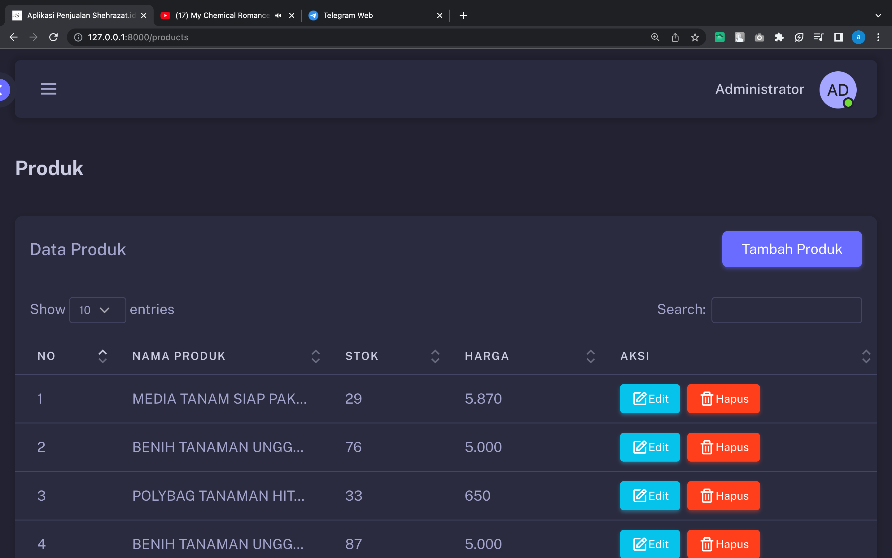 Aplikasi Penjualan Shehrazat.id
(17) My Chemical Romance
Telegram Web
127.0.0.1:8000/products
a
Administrator
AD
Produk
Data Produk
Tambah Produk
Show 10 entries
Search:
NO NAMA PRODUK STOK HARGA AKSI
1 MEDIA TANAM SIAP PAK... 29 5.870 Edit Hapus
2 BENIH TANAMAN UNGG... 76 5.000 Edit Hapus
3 POLYBAG TANAMAN HIT... 33 650 Edit Hapus
4 BENIH TANAMAN UNGG... 87 5.000 Edit Hapus